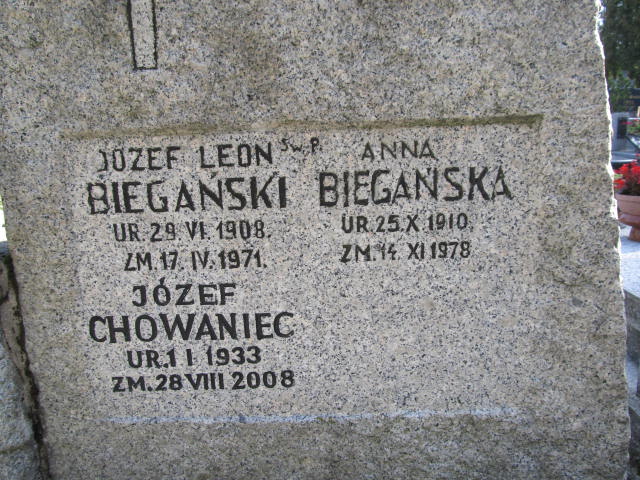 Ś.W.P.
JÓZEF LEON
BIEGAŃSKI
UR. 29 VI. 1908.
ZM. 17. IV. 1971.
ANNA
BIEGAŃSKA
UR. 25 X 1910
ZM. 14. XI 1978
JÓZEF
CHOWANIEC
UR. 1 I 1933
ZM. 28 VIII 2008